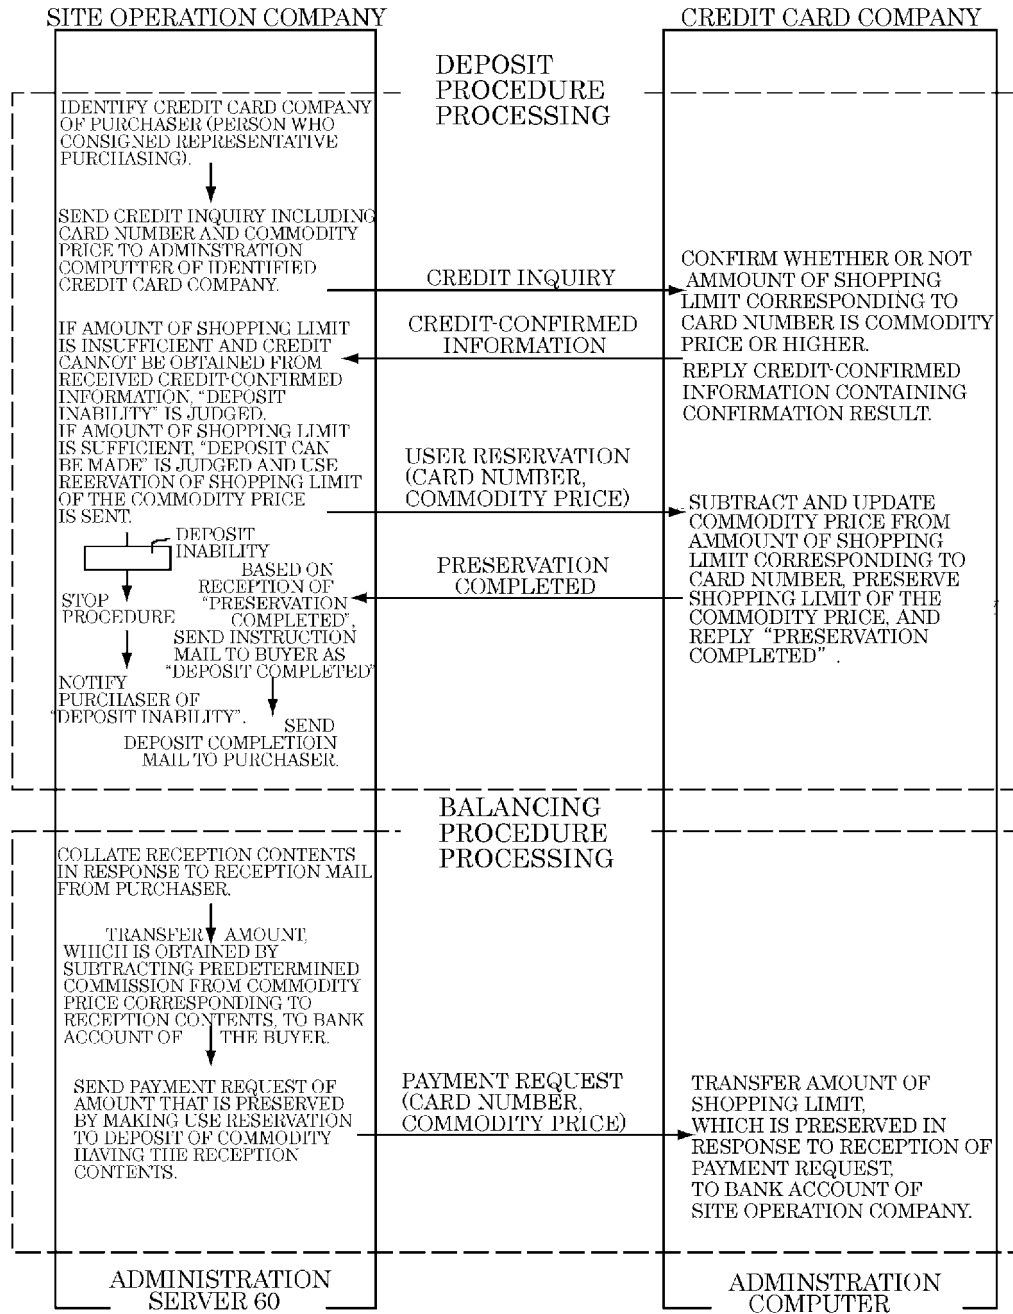 SITE OPERATION COMPANY
CREDIT CARD COMPANY
DEPOSIT
PROCEDURE
PROCESSING
IDENTIFY CREDIT CARD COMPANY
OF PURCHASER (PERSON WHO
CONSIGNED REPRESENTATIVE
PURCHASING).
SEND CREDIT INQUIRY INCLUDING
CARD NUMBER AND COMMODITY
PRICE TO ADMINSTRATION
COMPUTTER OF IDENTIFIED
CREDIT CARD COMPANY.
CREDIT INQUIRY
CONFIRM WHETHER OR NOT
AMMOUNT OF SHOPPING
LIMIT CORRESPONDING TO
CARD NUMBER IS COMMODITY
PRICE OR HIGHER.
REPLY CREDIT-CONFIRMED
INFORMATION CONTAINING
CONFIRMATION RESULT.
CREDIT-CONFIRMED
INFORMATION
IF AMOUNT OF SHOPPING LIMIT
IS INSUFFICIENT AND CREDIT
CANNOT BE OBTAINED FROM
RECEIVED CREDIT-CONFIRMED
INFORMATION, "DEPOSIT
INABILITY" IS JUDGED.
IF AMOUNT OF SHOPPING LIMIT
IS SUFFICIENT, "DEPOSIT CAN
BE MADE" IS JUDGED AND USE
REERVATION OF SHOPPING LIMIT
OF THE COMMODITY PRICE
IS SENT.
USER RESERVATION
(CARD NUMBER,
COMMODITY PRICE)
SUBTRACT AND UPDATE
COMMODITY PRICE FROM
AMMOUNT OF SHOPPING
LIMIT CORRESPONDING TO
CARD NUMBER, PRESERVE
SHOPPING LIMIT OF THE
COMMODITY PRICE, AND
REPLY "PRESERVATION
COMPLETED" .
PRESERVATION
COMPLETED
DEPOSIT
INABILITY
STOP
PROCEDURE
NOTIFY
PURCHASER OF
"DEPOSIT INABILITY".
BASED ON
RECEPTION OF
"PRESERVATION
COMPLETED",
SEND INSTRUCTION
MAIL TO BUYER AS
"DEPOSIT COMPLETED"
SEND
DEPOSIT COMPLETIOIN
MAIL TO PURCHASER.
BALANCING
PROCEDURE
PROCESSING
COLLATE RECEPTION CONTENTS
IN RESPONSE TO RECEPTION MAIL
FROM PURCHASER.
TRANSFER AMOUNT,
WHICH IS OBTAINED BY
SUBTRACTING PREDETERMINED
COMMISSION FROM COMMODITY
PRICE CORRESPONDING TO
RECEPTION CONTENTS, TO BANK
ACCOUNT OF THE BUYER.
SEND PAYMENT REQUEST OF
AMOUNT THAT IS PRESERVED
BY MAKING USE RESERVATION
TO DEPOSIT OF COMMODITY
HAVING THE RECEPTION
CONTENTS.
PAYMENT REQUEST
(CARD NUMBER,
COMMODITY PRICE)
TRANSFER AMOUNT OF
SHOPPING LIMIT,
WHICH IS PRESERVED IN
RESPONSE TO RECEPTION OF
PAYMENT REQUEST,
TO BANK ACCOUNT OF
SITE OPERATION COMPANY.
ADMINISTRATION
SERVER 60
ADMINSTRATION
COMPUTER